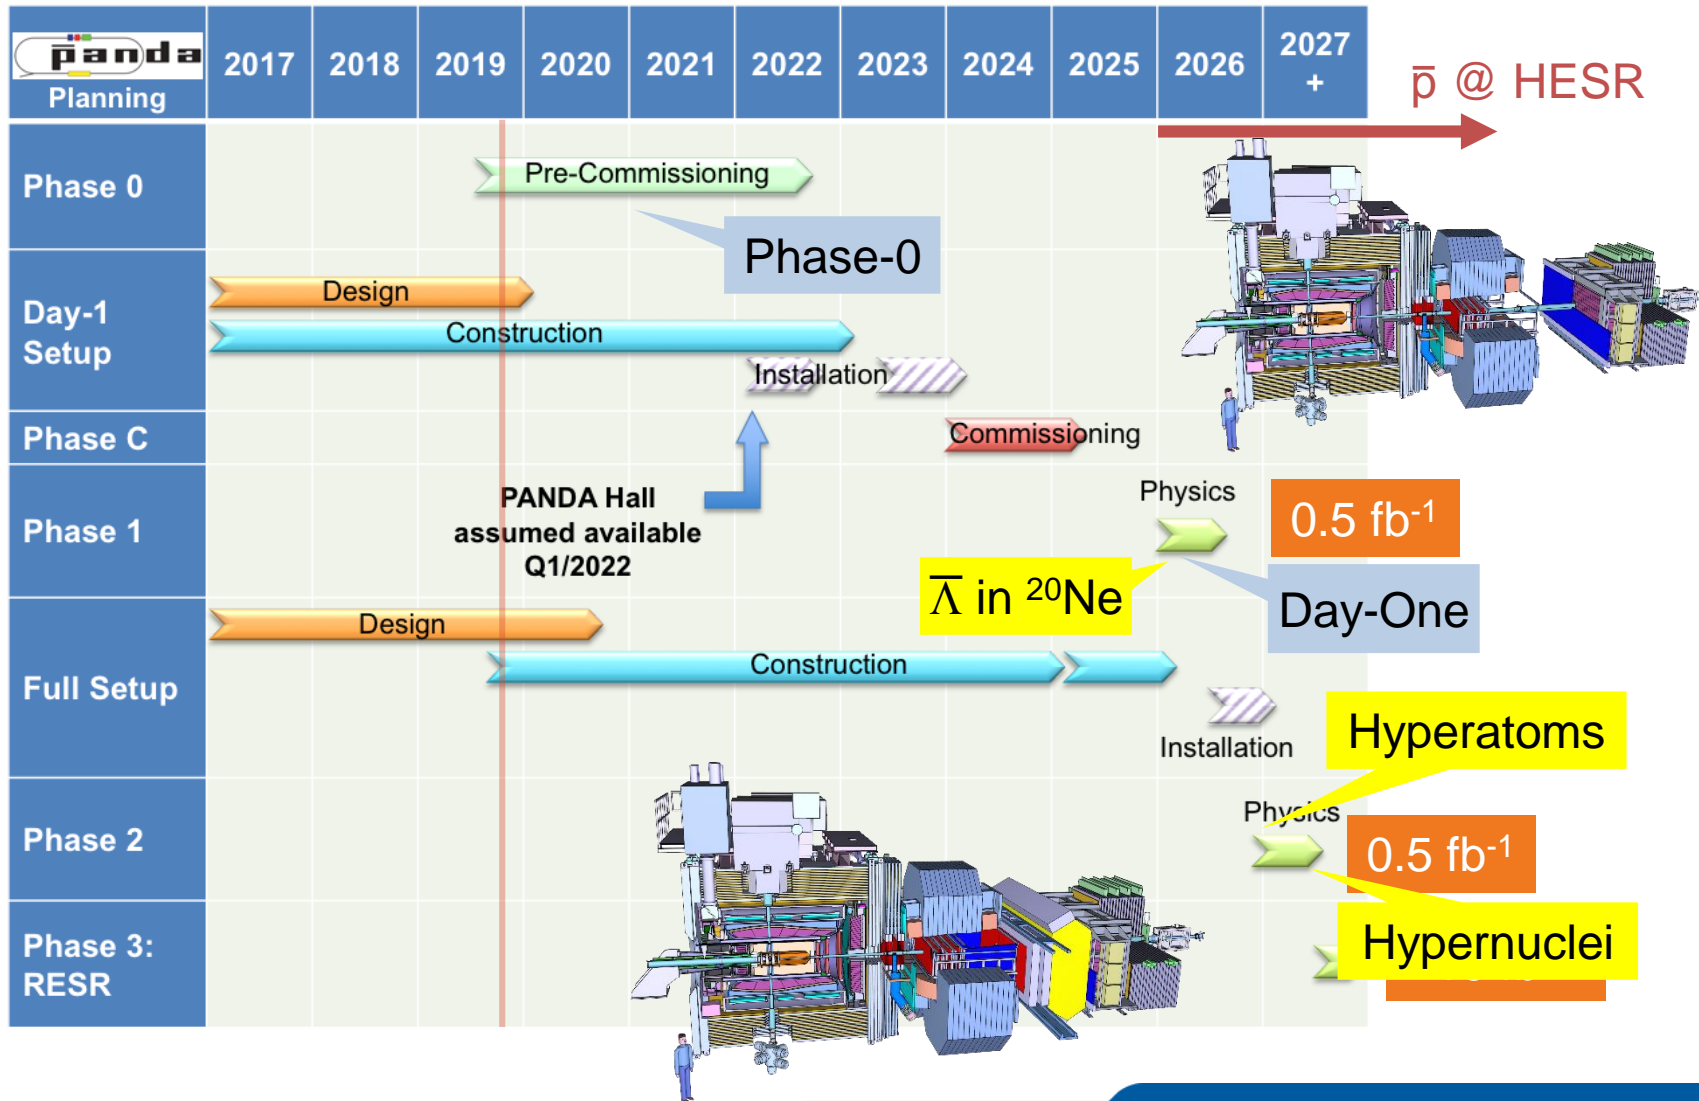 p̄anda
Planning
2017
2018
2019
2020
2021
2022
2023
2024
2025
2026
2027
+
p̄ @ HESR
Phase 0
Pre-Commissioning
Phase-0
Day-1
Setup
Design
Construction
Installation
Phase C
Commissioning
Phase 1
PANDA Hall
assumed available
Q1/2022
Physics
0.5 fb⁻¹
Λ̄ in ²⁰Ne
Day-One
Full Setup
Design
Construction
Installation
Hyperatoms
Phase 2
Physics
0.5 fb⁻¹
Hypernuclei
Phase 3:
RESR